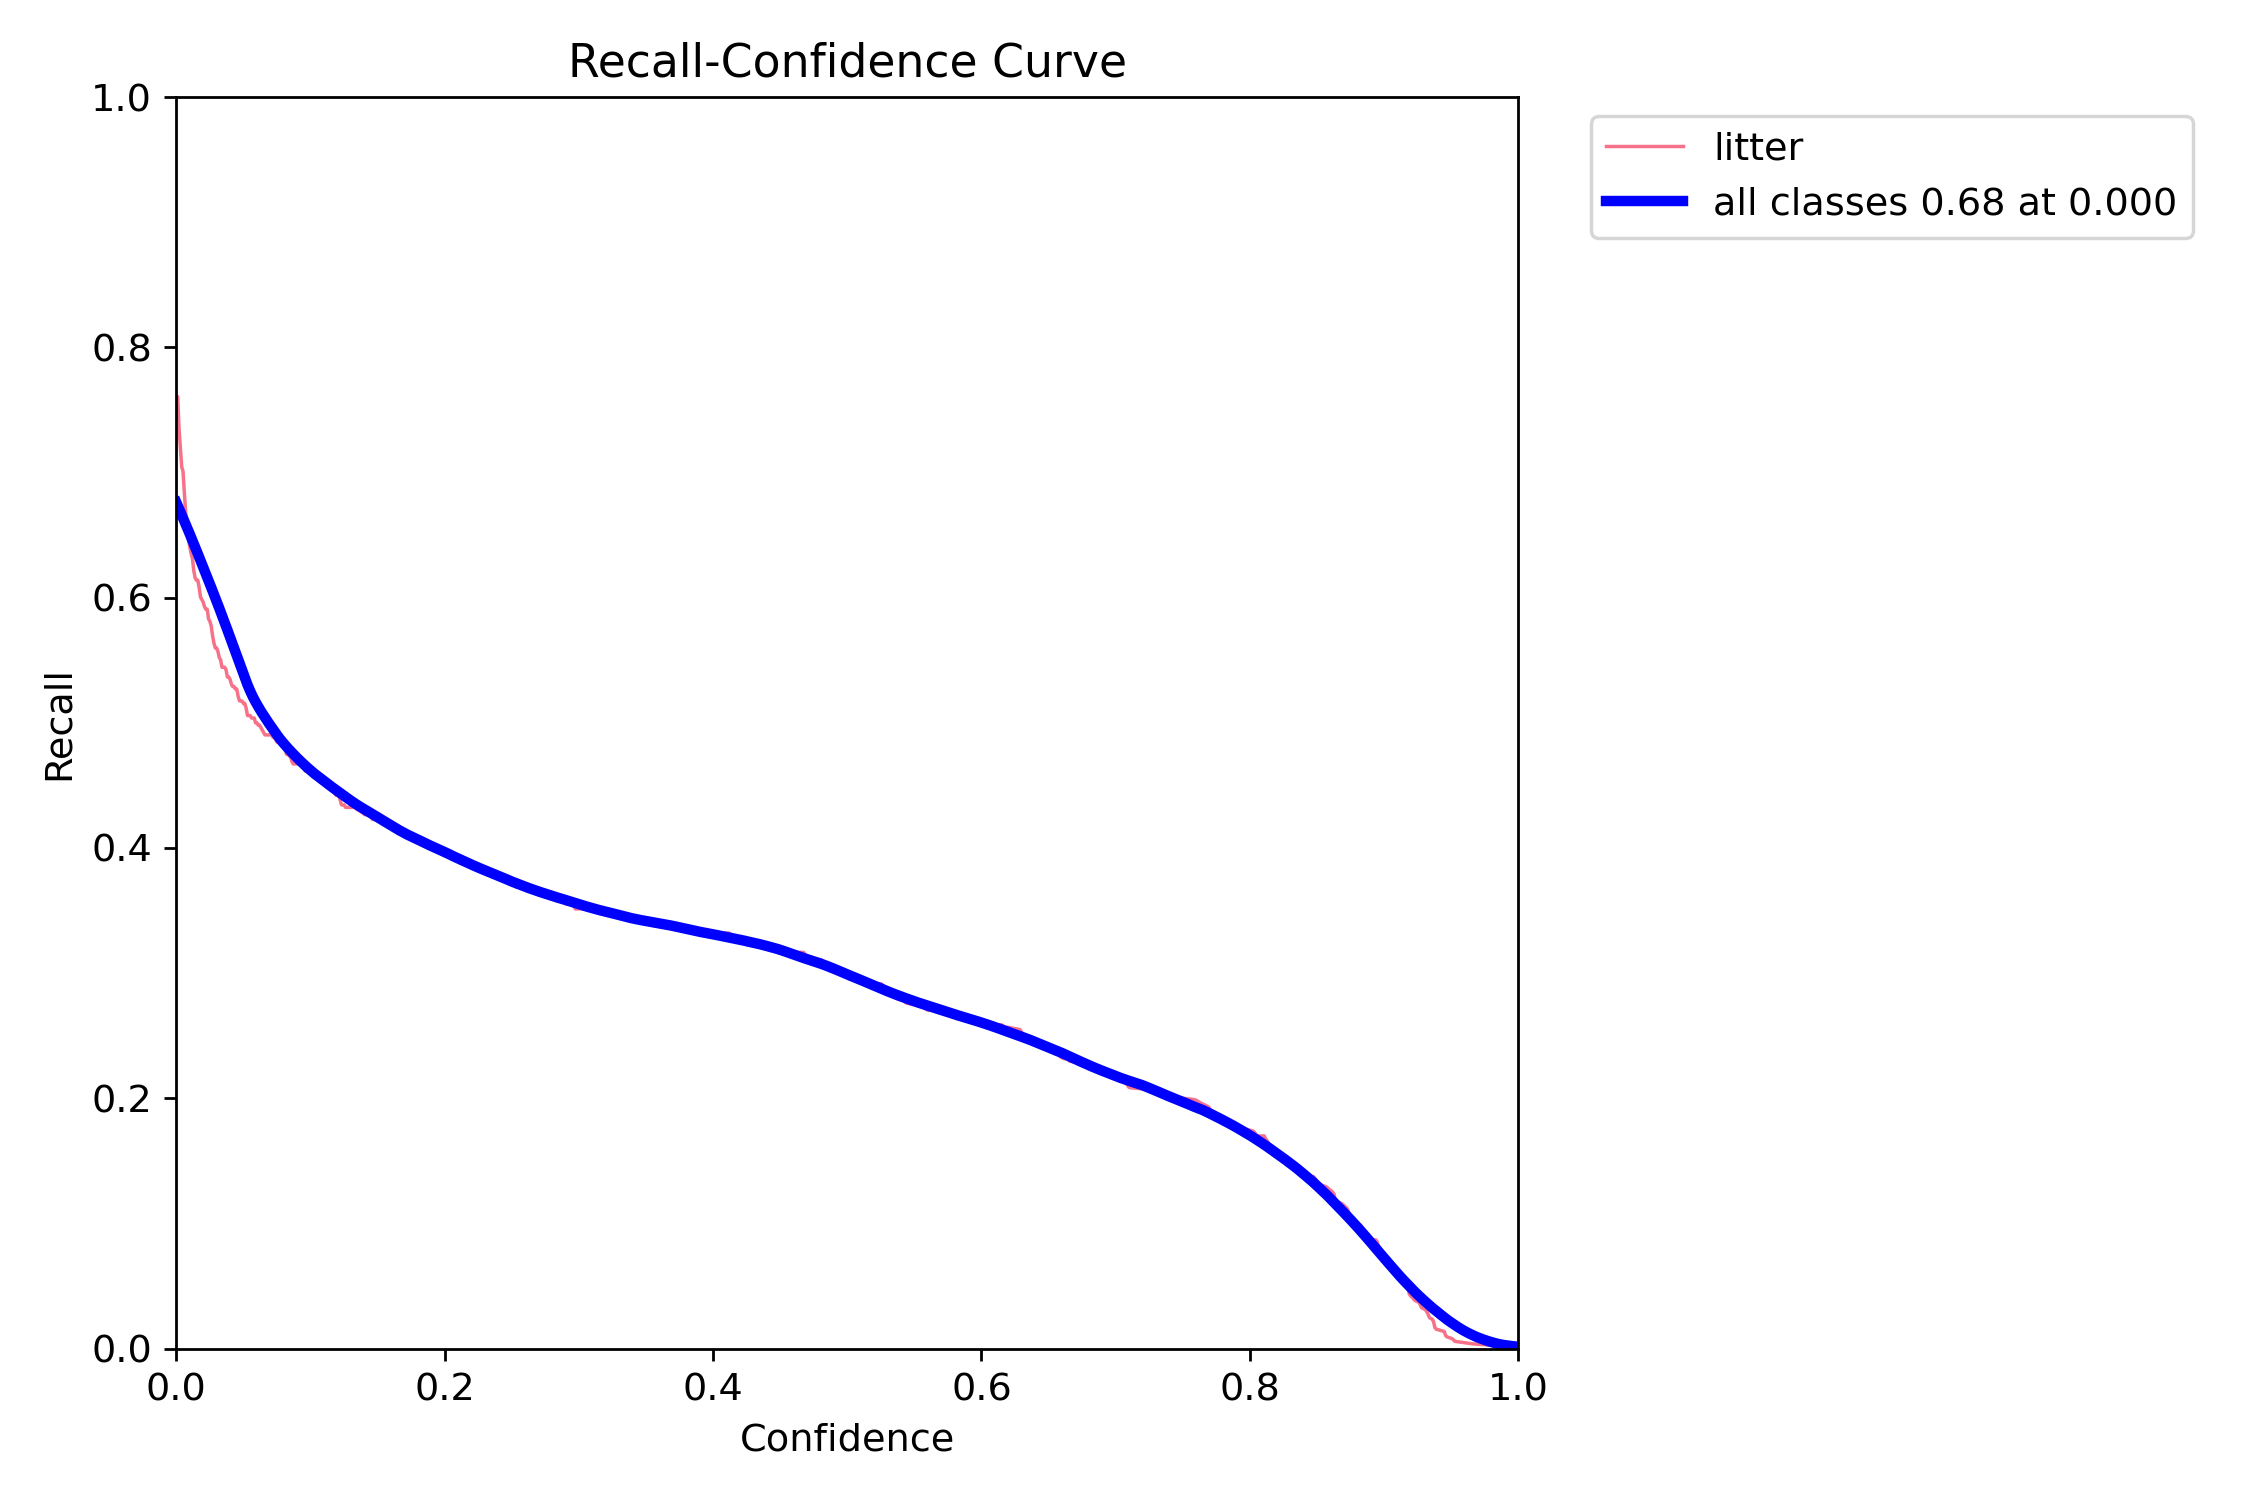 Recall-Confidence Curve
1.0
0.8
0.6
0.4
0.2
0.0
Recall
0.0 0.2 0.4 0.6 0.8 1.0
Confidence
litter
all classes 0.68 at 0.000